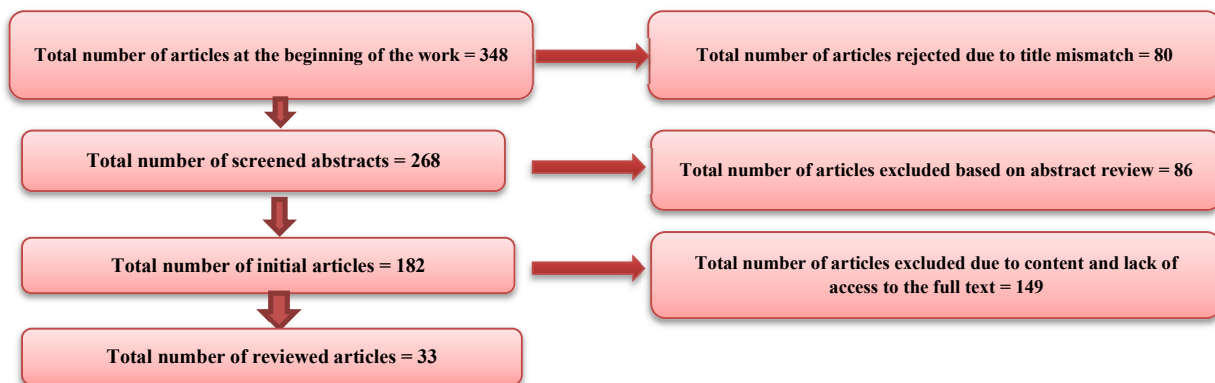 Total number of articles at the beginning of the work = 348
Total number of articles rejected due to title mismatch = 80
Total number of screened abstracts = 268
Total number of articles excluded based on abstract review = 86
Total number of initial articles = 182
Total number of articles excluded due to content and lack of
access to the full text = 149
Total number of reviewed articles = 33